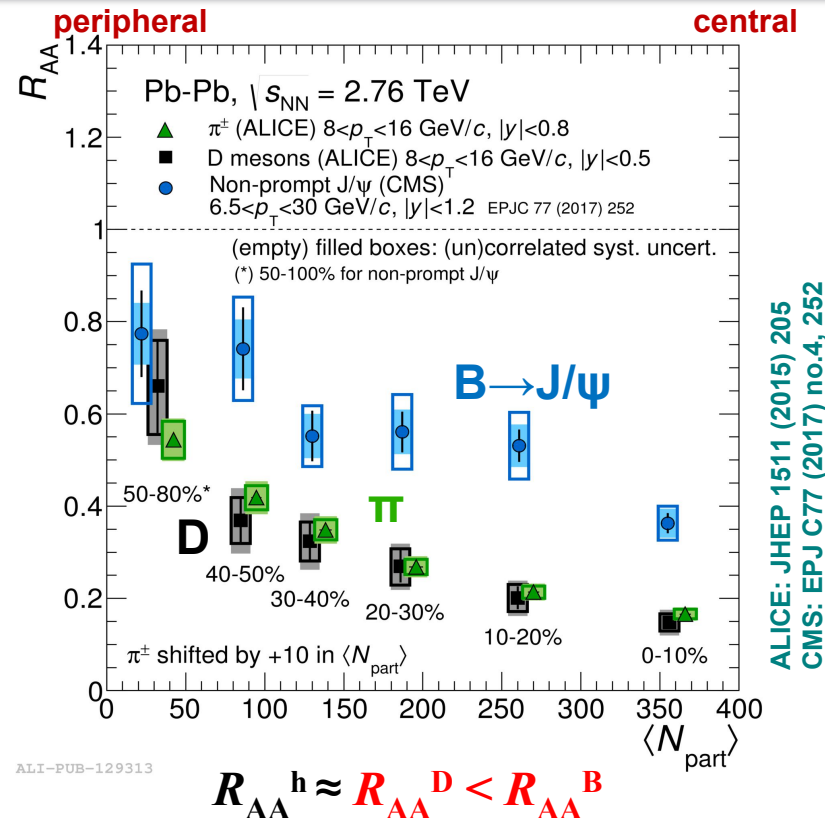 peripheral central
R_AA
1.4
1.2
1
0.8
0.6
0.4
0.2
0
Pb-Pb, √s_NN = 2.76 TeV
π± (ALICE) 8<p_T<16 GeV/c, |y|<0.8
D mesons (ALICE) 8<p_T<16 GeV/c, |y|<0.5
Non-prompt J/ψ (CMS)
6.5<p_T<30 GeV/c, |y|<1.2 EPJC 77 (2017) 252
(empty) filled boxes: (un)correlated syst. uncert.
(*) 50-100% for non-prompt J/ψ
B→J/ψ
50-80%*
π
D
40-50%
30-40%
20-30%
10-20%
0-10%
π± shifted by +10 in ⟨N_part⟩
0 50 100 150 200 250 300 350 400
⟨N_part⟩
ALICE: JHEP 1511 (2015) 205
CMS: EPJ C77 (2017) no.4, 252
ALI-PUB-129313
R_AA^h ≈ R_AA^D < R_AA^B